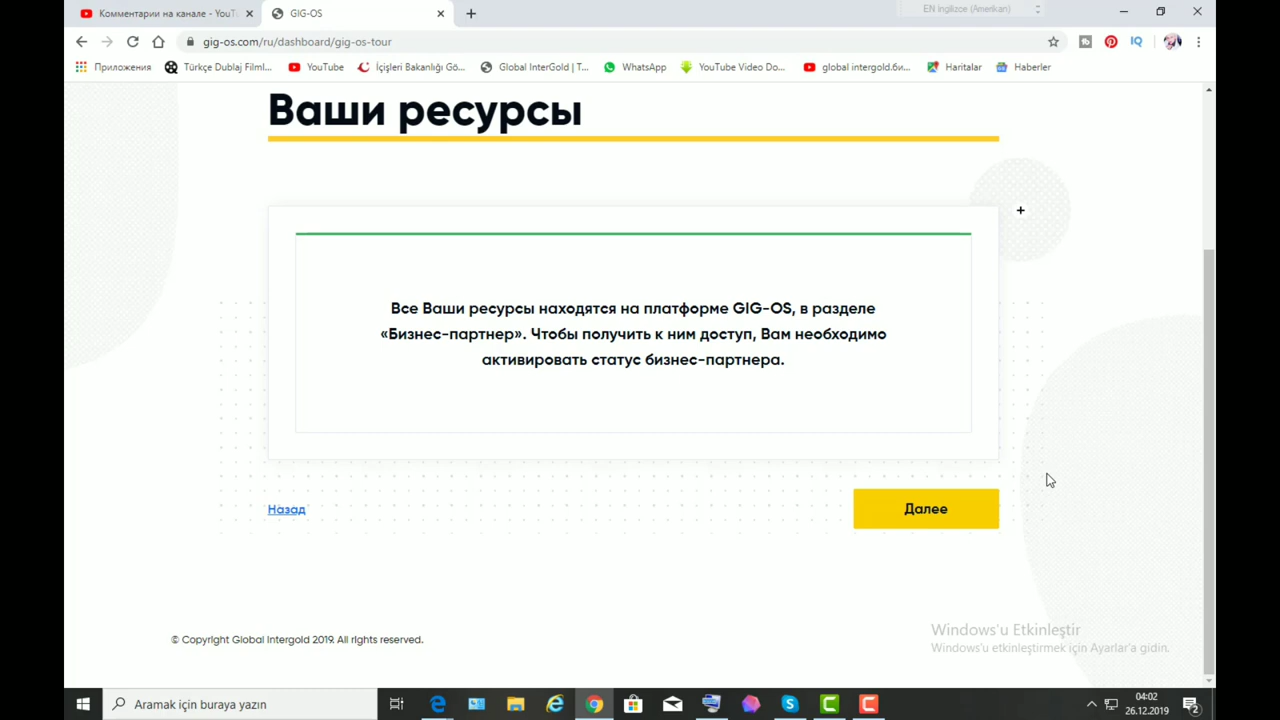 Комментарии на канале - YouT
GIG-OS
EN İngilizce (Amerikan)
gig-os.com/ru/dashboard/gig-os-tour
Приложения
Türkçe Dublaj Filml...
YouTube
İçişleri Bakanlığı Gö...
Global InterGold | T...
WhatsApp
YouTube Video Do...
global intergold.би...
Haritalar
Haberler
Ваши ресурсы
Все Ваши ресурсы находятся на платформе GIG-OS, в разделе
«Бизнес-партнер». Чтобы получить к ним доступ, Вам необходимо
активировать статус бизнес-партнера.
Назад
Далее
© Copyright Global Intergold 2019. All rights reserved.
Windows'u Etkinleştir
Windows'u etkinleştirmek için Ayarlar'a gidin.
Aramak için buraya yazın
04:02
26.12.2019
2